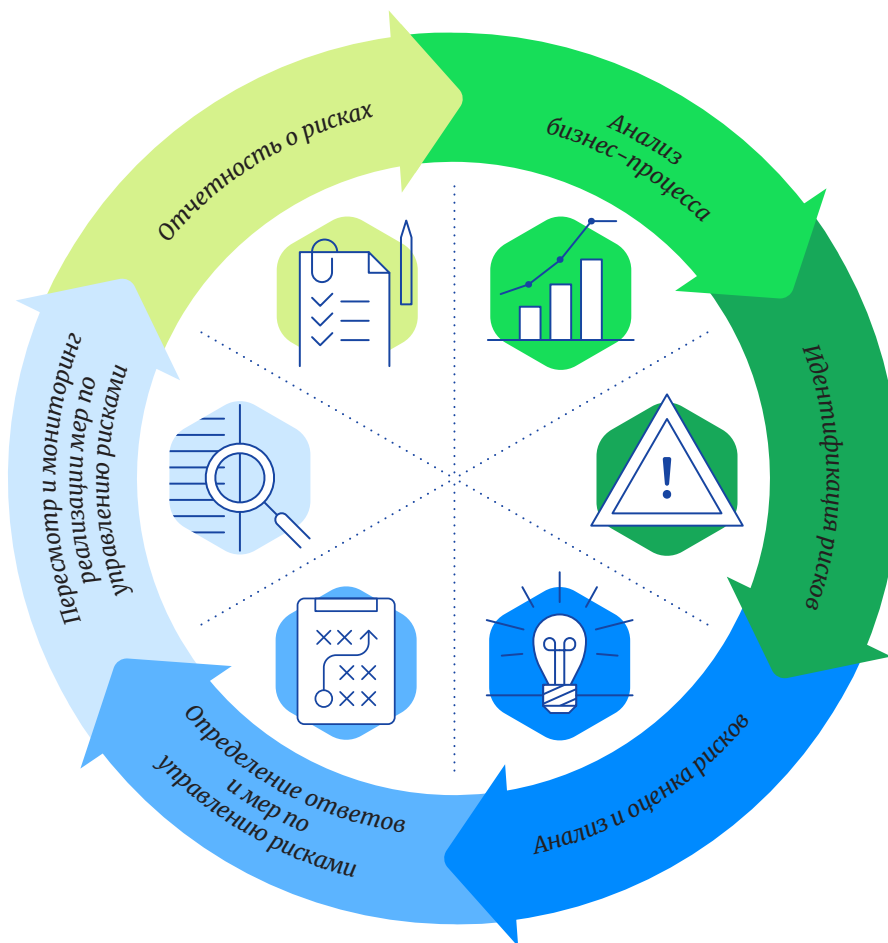 Анализ
бизнес-процесса
Идентификация рисков
Анализ и оценка рисков
Определение ответов
и мер по
управлению рисками
Пересмотр и мониторинг
реализации мер по
управлению рисками
Отчетность о рисках